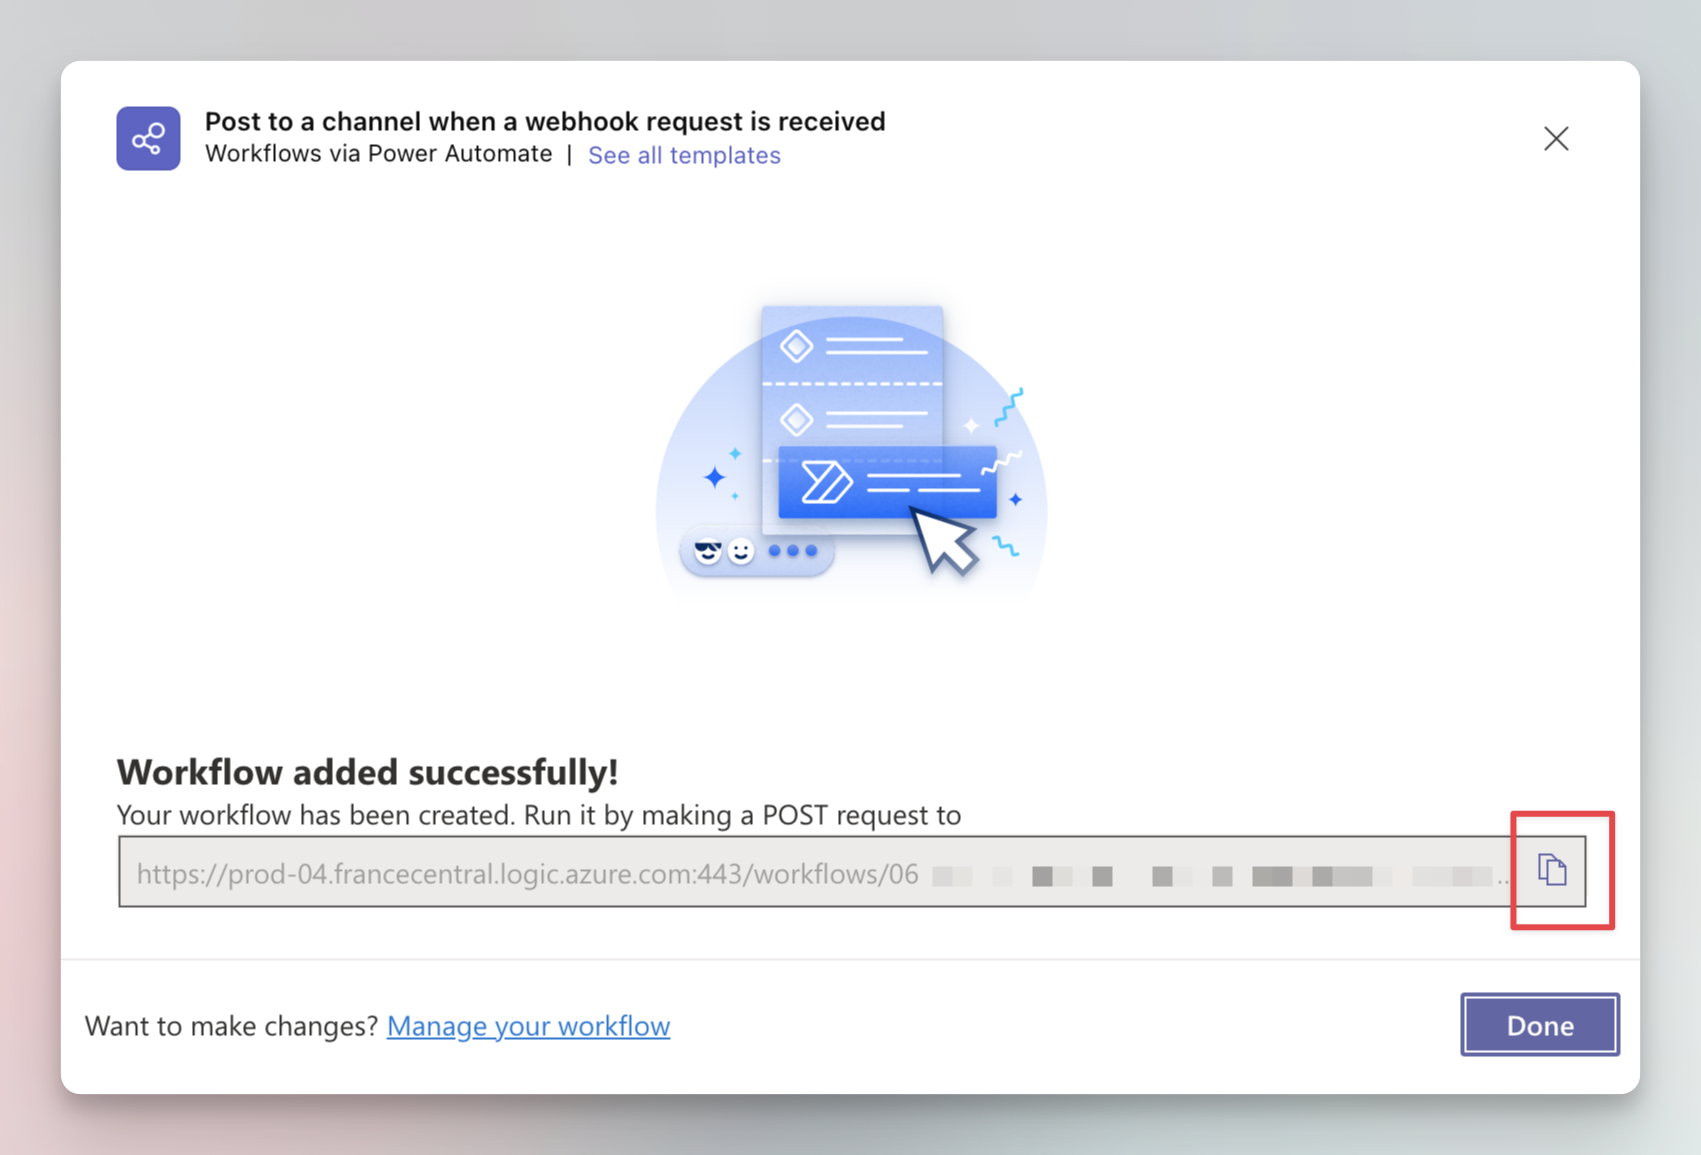 Post to a channel when a webhook request is received
Workflows via Power Automate | See all templates
Workflow added successfully!
Your workflow has been created. Run it by making a POST request to
https://prod-04.francecentral.logic.azure.com:443/workflows/06
Want to make changes? Manage your workflow
Done